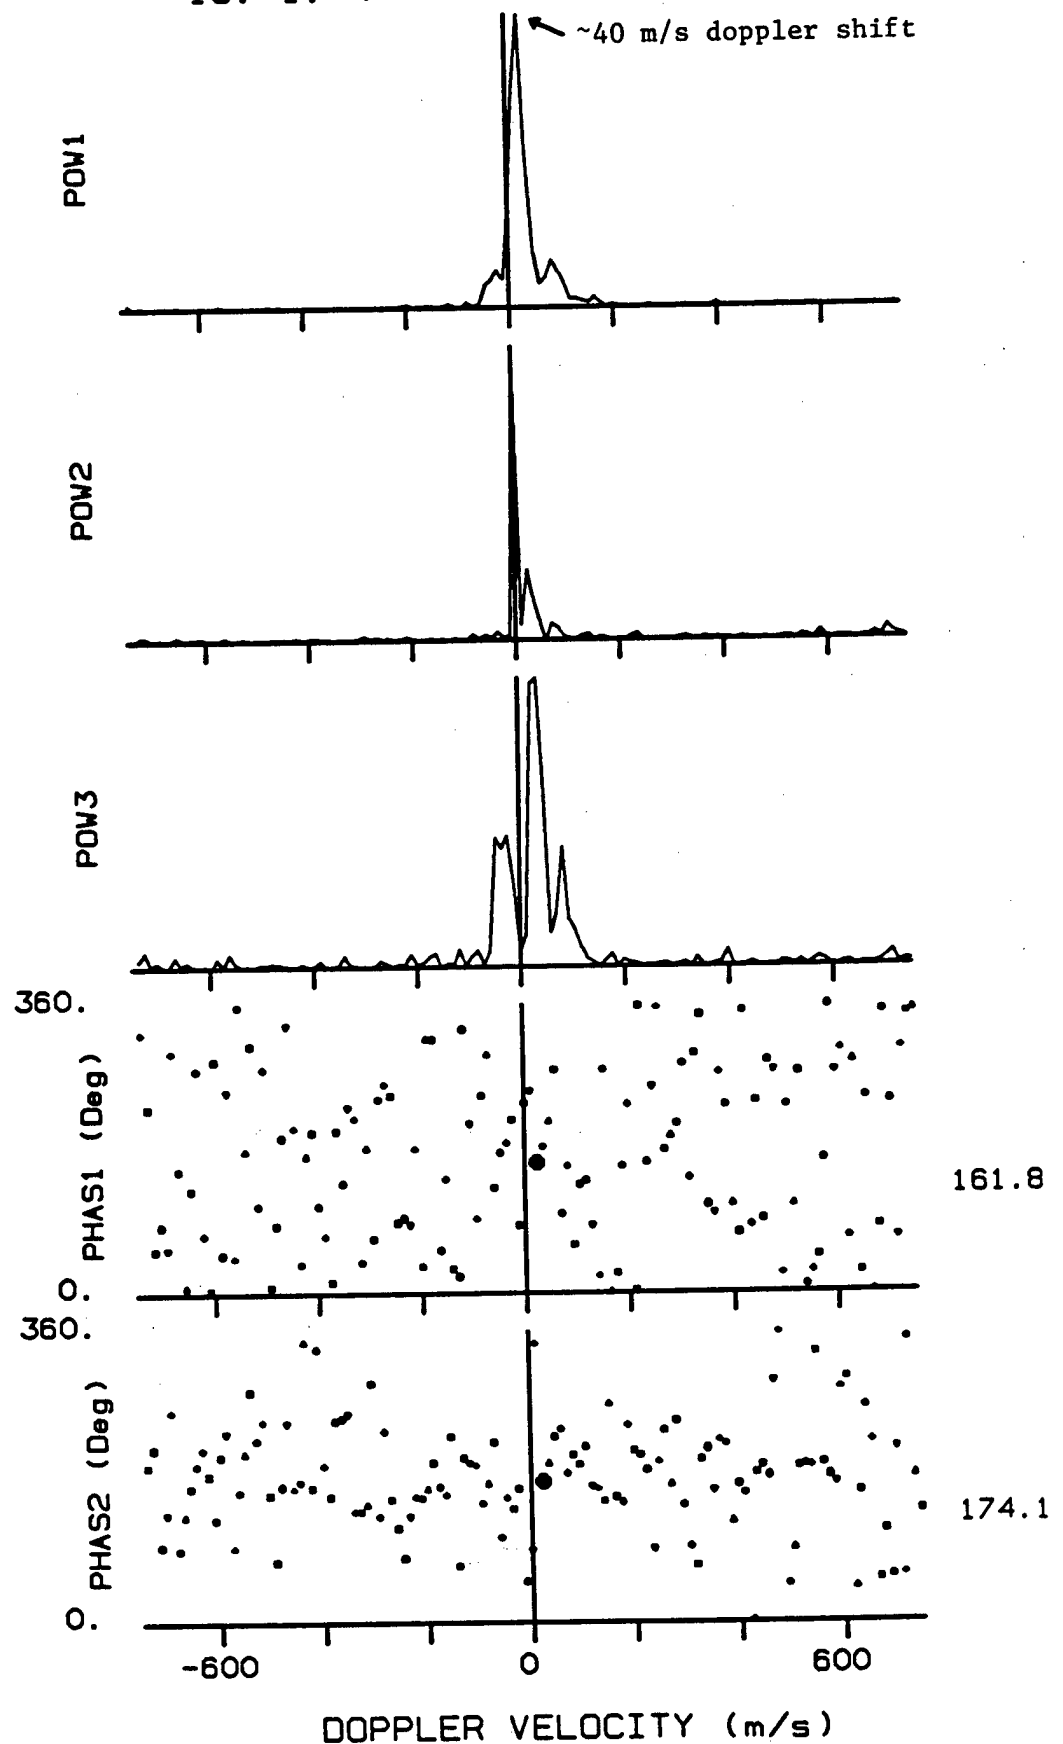 ~40 m/s doppler shift
POW1
POW2
POW3
360.
PHAS1 (Deg)
161.8
0.
360.
PHAS2 (Deg)
174.1
0.
-600 0 600
DOPPLER VELOCITY (m/s)